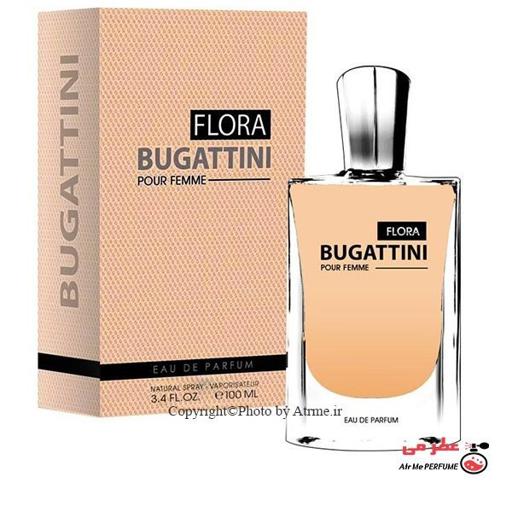 BUGATTINI
FLORA
BUGATTINI
POUR FEMME
EAU DE PARFUM
NATURAL SPRAY - VAPORISATEUR
3.4 FL.OZ. ℮100 ML
Copyright©Photo by Atrme.ir
FLORA
BUGATTINI
POUR FEMME
EAU DE PARFUM
عطر می
Atr Me PERFUME